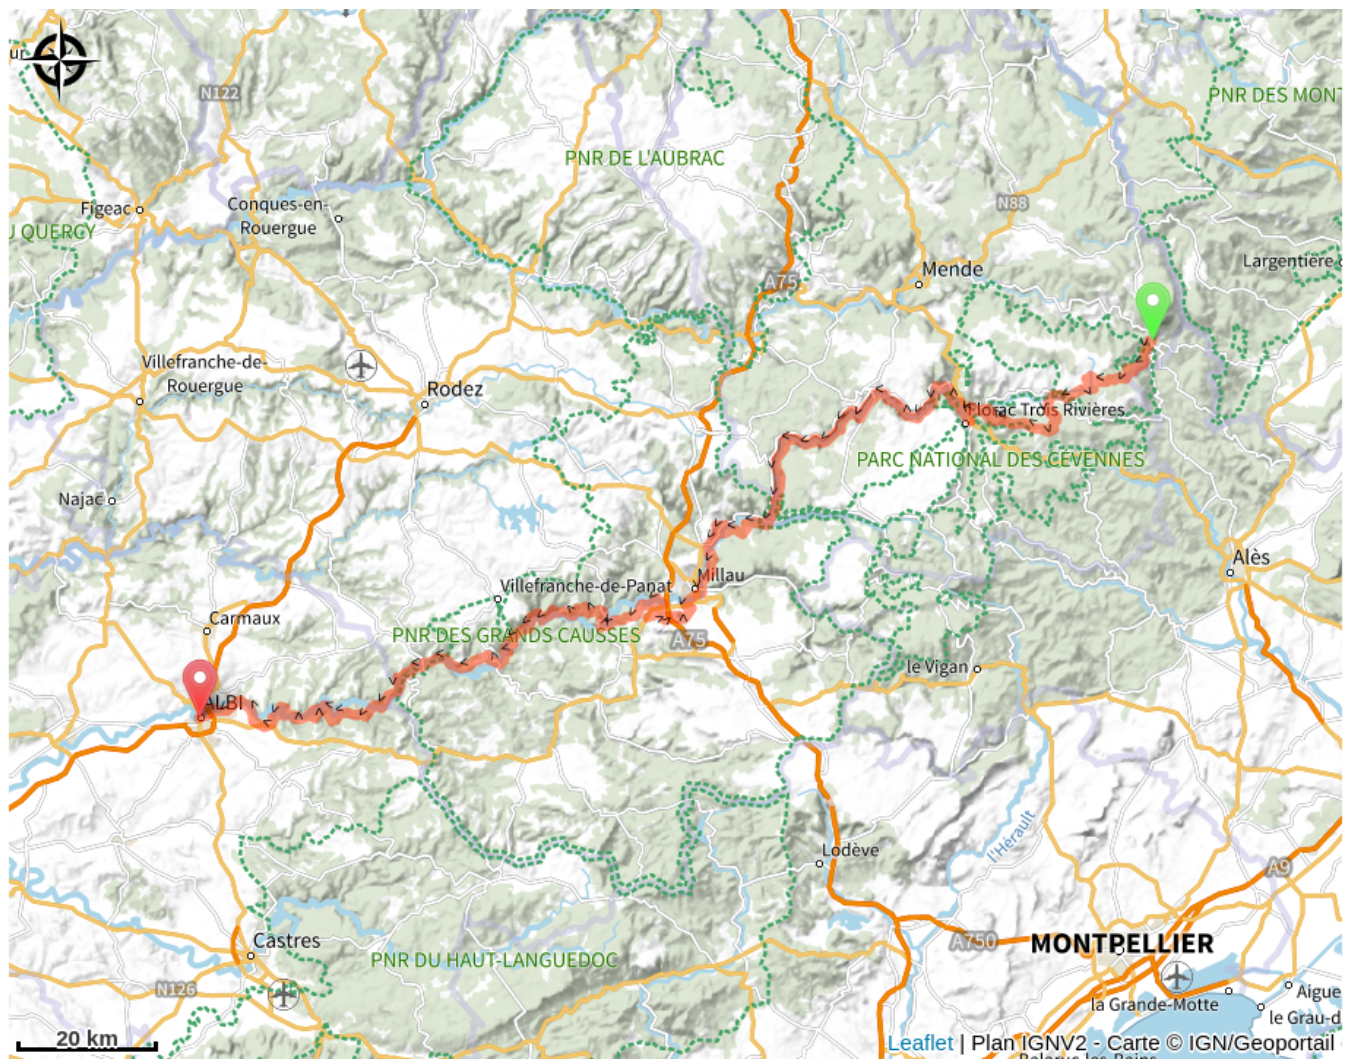 ur
N122
PNR DES MONT
PNR DE L'AUBRAC
Figeac
Conques-en-
Rouergue
N88
U QUERCY
Largentière
Mende
A75
Villefranche-de-
Rouergue
Rodez
Florac Trois Rivières
PARC NATIONAL DES CÉVENNES
Najac
Alès
Millau
Villefranche-de-Panat
Carmaux
PNR DES GRANDS CAUSSES
A75
le Vigan
ALBI
l'Hérault
Lodève
A9
Castres
A750
MONTPELLIER
PNR DU HAUT-LANGUEDOC
N126
la Grande-Motte
Aigue
le Grau-d
20 km
Leaflet | Plan IGNV2 - Carte © IGN/Geoportail